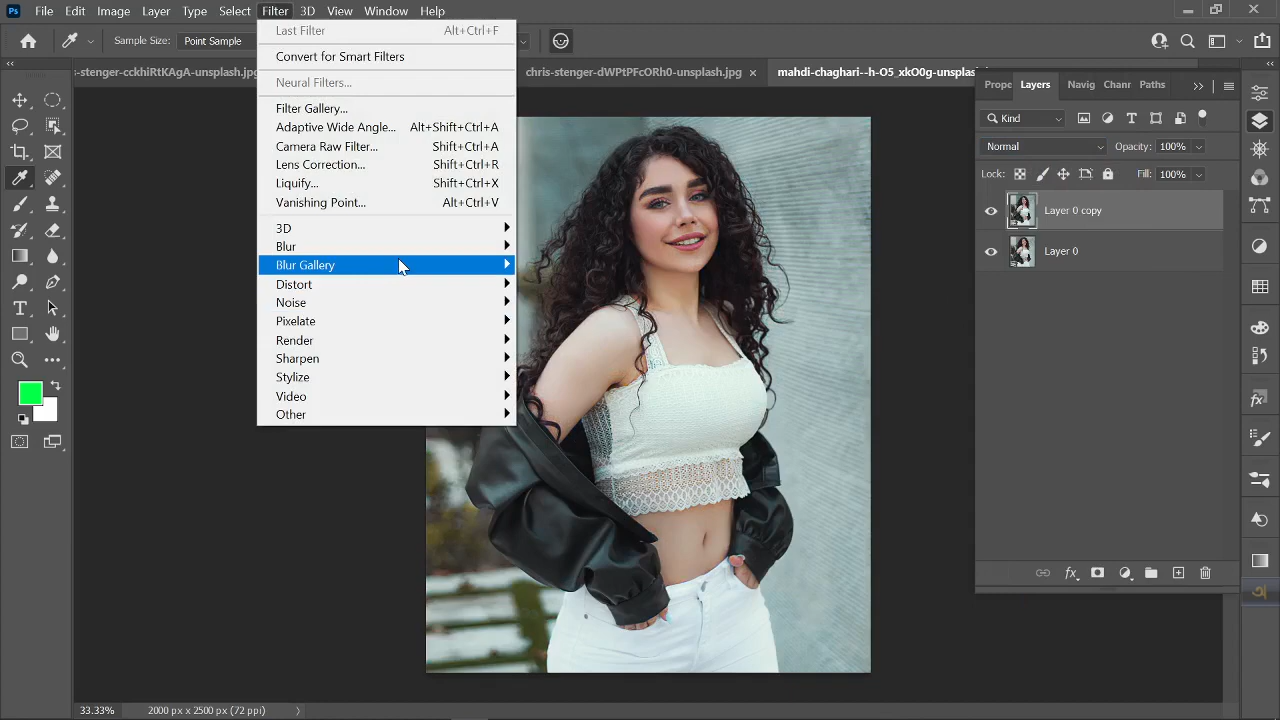 Ps File Edit Image Layer Type Select Filter 3D View Window Help
Sample Size: Point Sample
s-stenger-cckhiRtKAgA-unsplash.jpg
chris-stenger-dWPtPFcORh0-unsplash.jpg ×
mahdi-chaghari--h-O5_xkO0g-unsplash
Last Filter Alt+Ctrl+F
Convert for Smart Filters
Neural Filters...
Filter Gallery...
Adaptive Wide Angle... Alt+Shift+Ctrl+A
Camera Raw Filter... Shift+Ctrl+A
Lens Correction... Shift+Ctrl+R
Liquify... Shift+Ctrl+X
Vanishing Point... Alt+Ctrl+V
3D
Blur
Blur Gallery
Distort
Noise
Pixelate
Render
Sharpen
Stylize
Video
Other
Prope Layers Navig Chanr Paths
Kind
Normal Opacity: 100%
Lock: Fill: 100%
Layer 0 copy
Layer 0
fx
33.33% 2000 px x 2500 px (72 ppi)